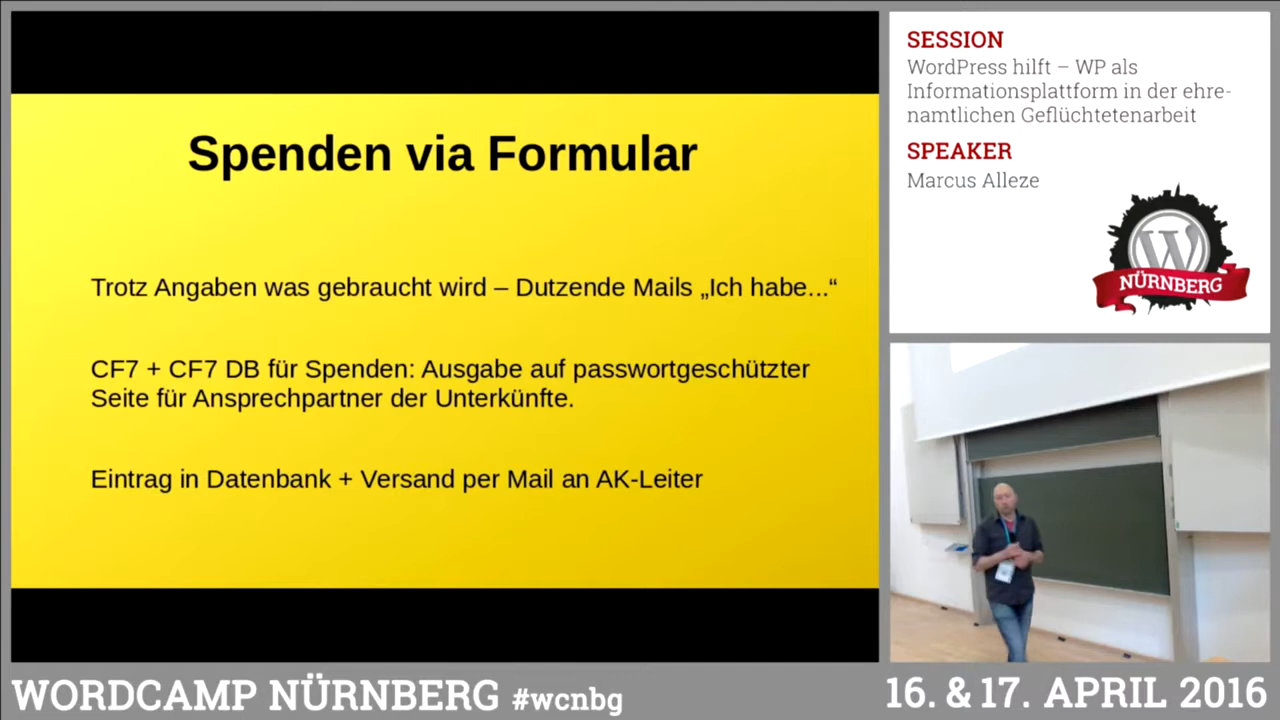 Spenden via Formular
Trotz Angaben was gebraucht wird – Dutzende Mails „Ich habe...“
CF7 + CF7 DB für Spenden: Ausgabe auf passwortgeschützter
Seite für Ansprechpartner der Unterkünfte.
Eintrag in Datenbank + Versand per Mail an AK-Leiter
SESSION
WordPress hilft – WP als
Informationsplattform in der ehre-
namtlichen Geflüchtetenarbeit
SPEAKER
Marcus Alleze
W
NÜRNBERG
WORDCAMP NÜRNBERG #wcnbg
16. & 17. APRIL 2016